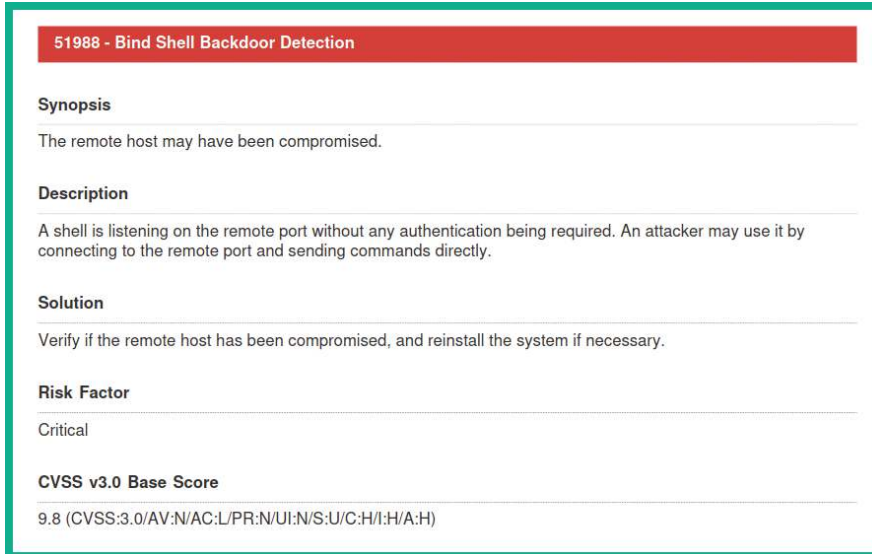 51988 - Bind Shell Backdoor Detection
Synopsis
The remote host may have been compromised.
Description
A shell is listening on the remote port without any authentication being required. An attacker may use it by
connecting to the remote port and sending commands directly.
Solution
Verify if the remote host has been compromised, and reinstall the system if necessary.
Risk Factor
Critical
CVSS v3.0 Base Score
9.8 (CVSS:3.0/AV:N/AC:L/PR:N/UI:N/S:U/C:H/I:H/A:H)